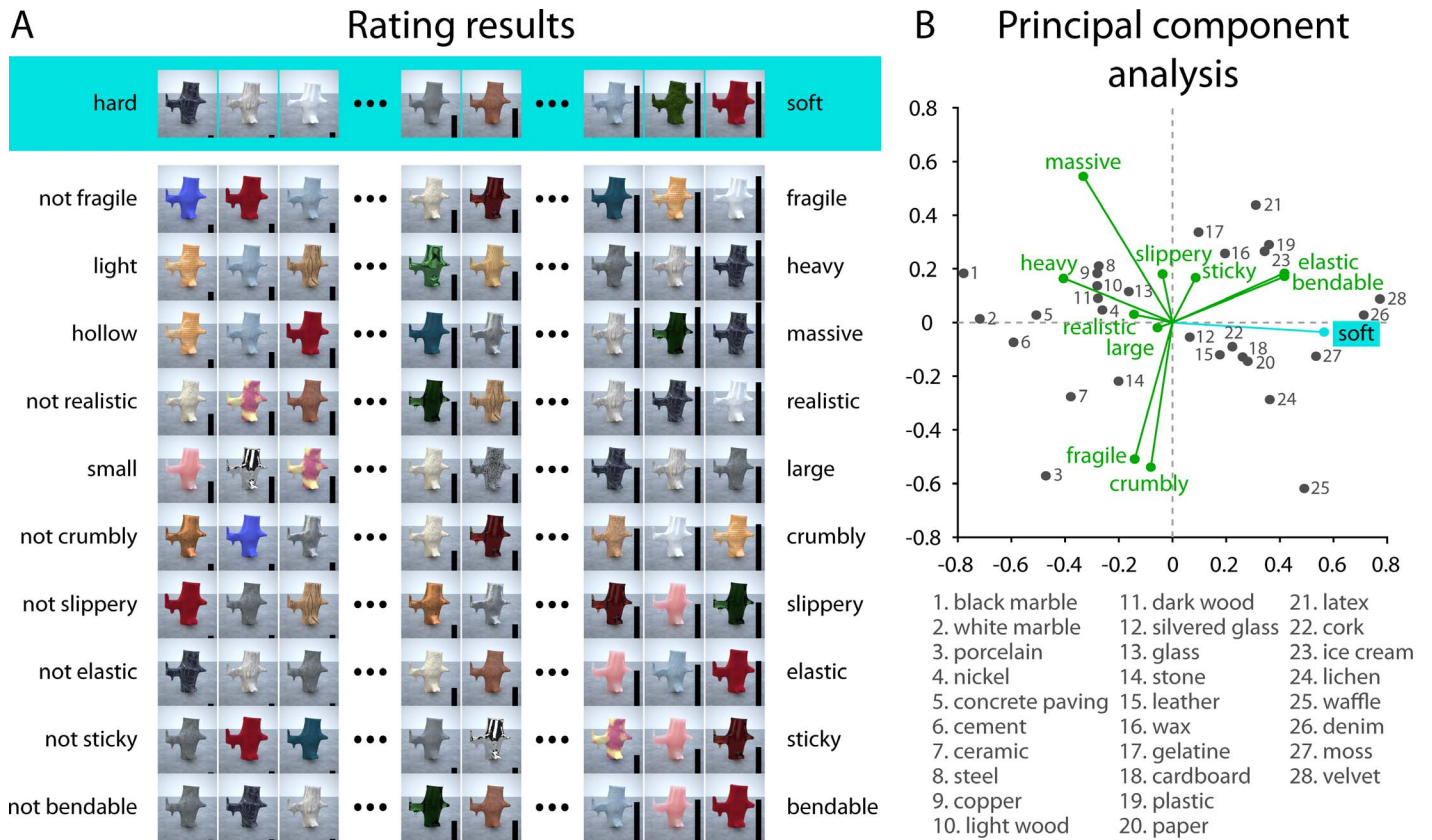 A
Rating results
hard
soft
not fragile
fragile
light
heavy
hollow
massive
not realistic
realistic
small
large
not crumbly
crumbly
not slippery
slippery
not elastic
elastic
not sticky
sticky
not bendable
bendable
B
Principal component
analysis
0.8
0.6
0.4
0.2
0
-0.2
-0.4
-0.6
-0.8
-0.8
-0.6
-0.4
-0.2
0
0.2
0.4
0.6
0.8
massive
heavy
slippery
sticky
elastic
bendable
realistic
large
soft
fragile
crumbly
1
2
3
4
5
6
7
8
9
10
11
12
13
14
15
16
17
18
19
20
21
22
23
24
25
26
27
28
1. black marble
2. white marble
3. porcelain
4. nickel
5. concrete paving
6. cement
7. ceramic
8. steel
9. copper
10. light wood
11. dark wood
12. silvered glass
13. glass
14. stone
15. leather
16. wax
17. gelatine
18. cardboard
19. plastic
20. paper
21. latex
22. cork
23. ice cream
24. lichen
25. waffle
26. denim
27. moss
28. velvet